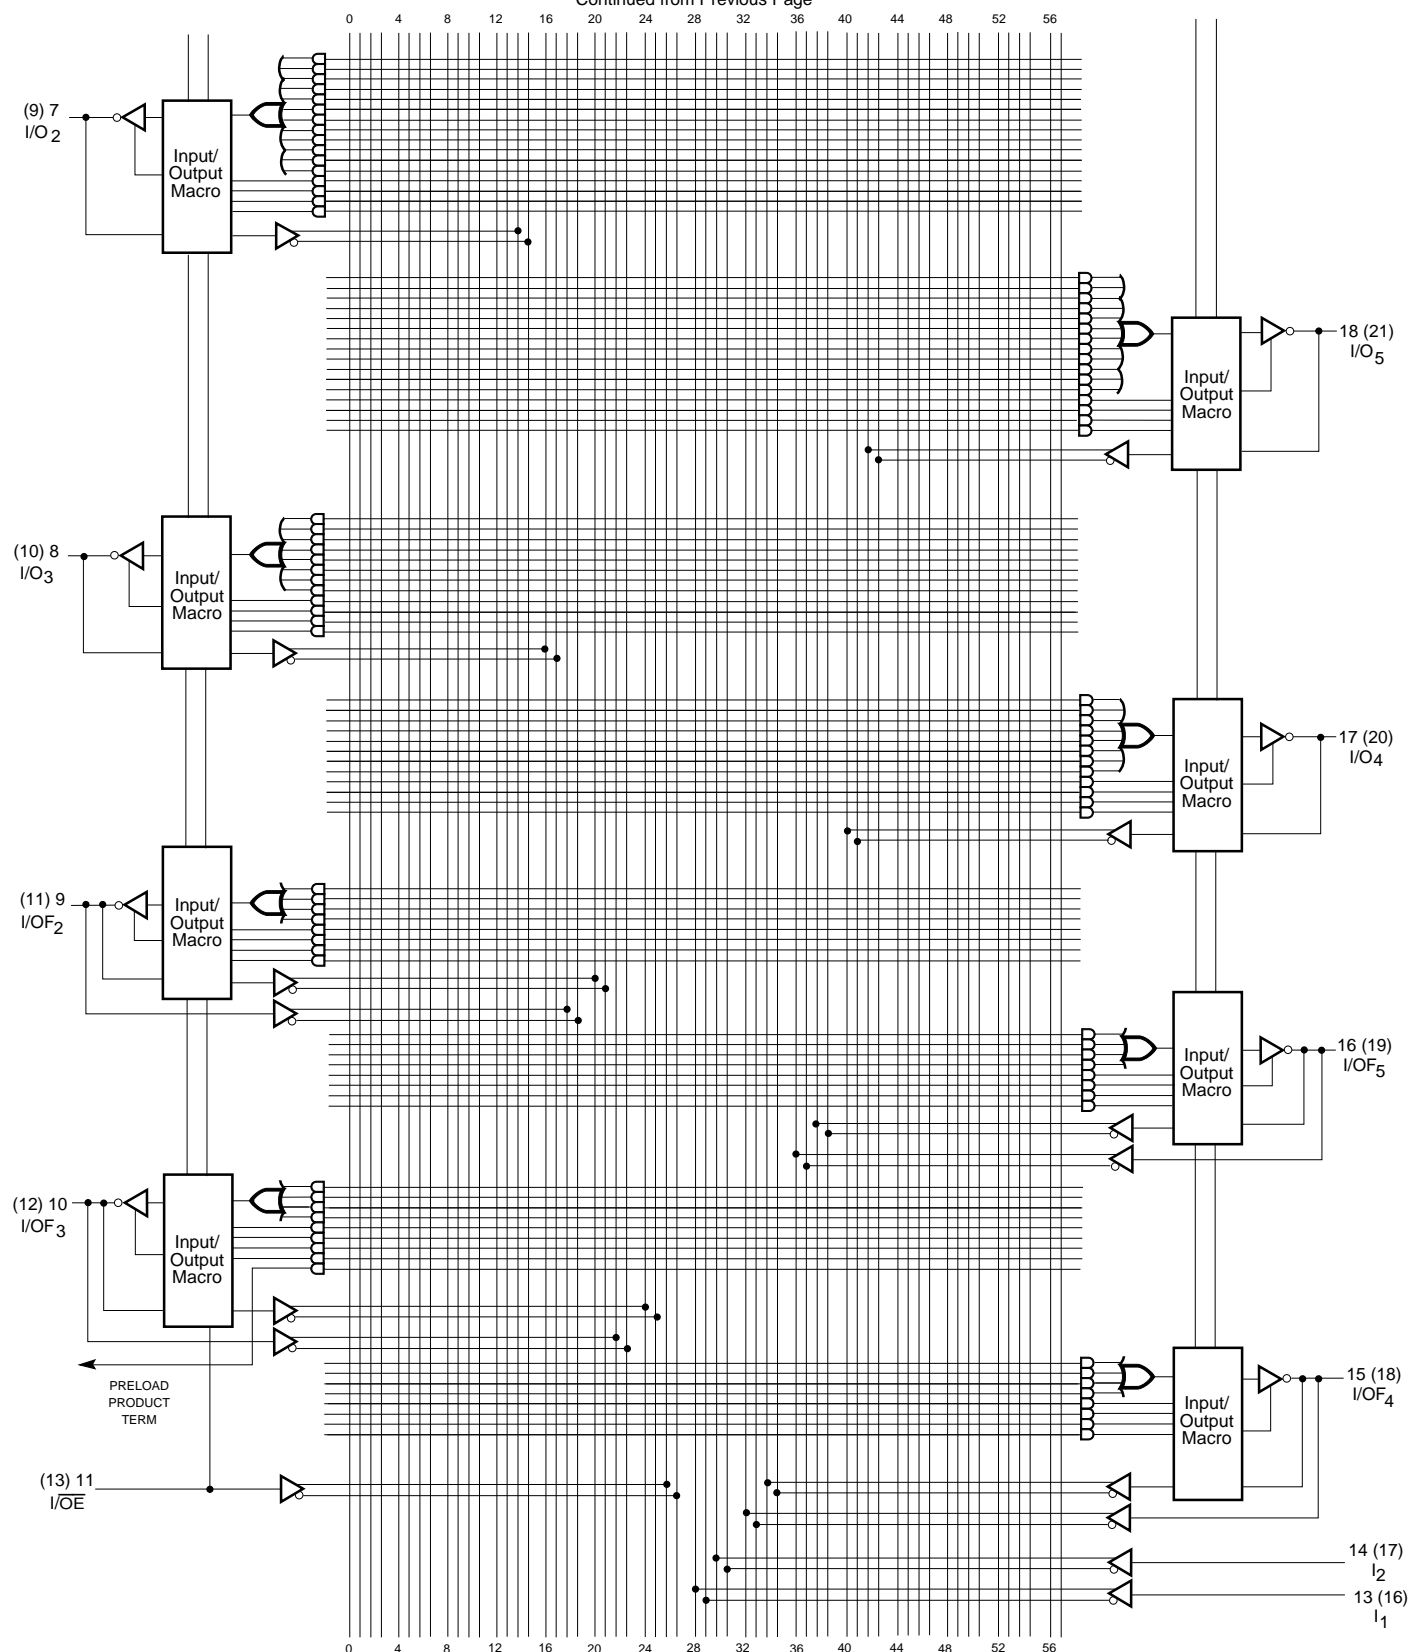 Continued from Previous Page
0 4 8 12 16 20 24 28 32 36 40 44 48 52 56
(9) 7
I/O2
Input/
Output
Macro
18 (21)
I/O5
Input/
Output
Macro
(10) 8
I/O3
Input/
Output
Macro
17 (20)
I/O4
Input/
Output
Macro
(11) 9
I/OF2
Input/
Output
Macro
16 (19)
I/OF5
Input/
Output
Macro
(12) 10
I/OF3
Input/
Output
Macro
PRELOAD
PRODUCT
TERM
15 (18)
I/OF4
Input/
Output
Macro
(13) 11
I/OE
14 (17)
I2
13 (16)
I1
0 4 8 12 16 20 24 28 32 36 40 44 48 52 56